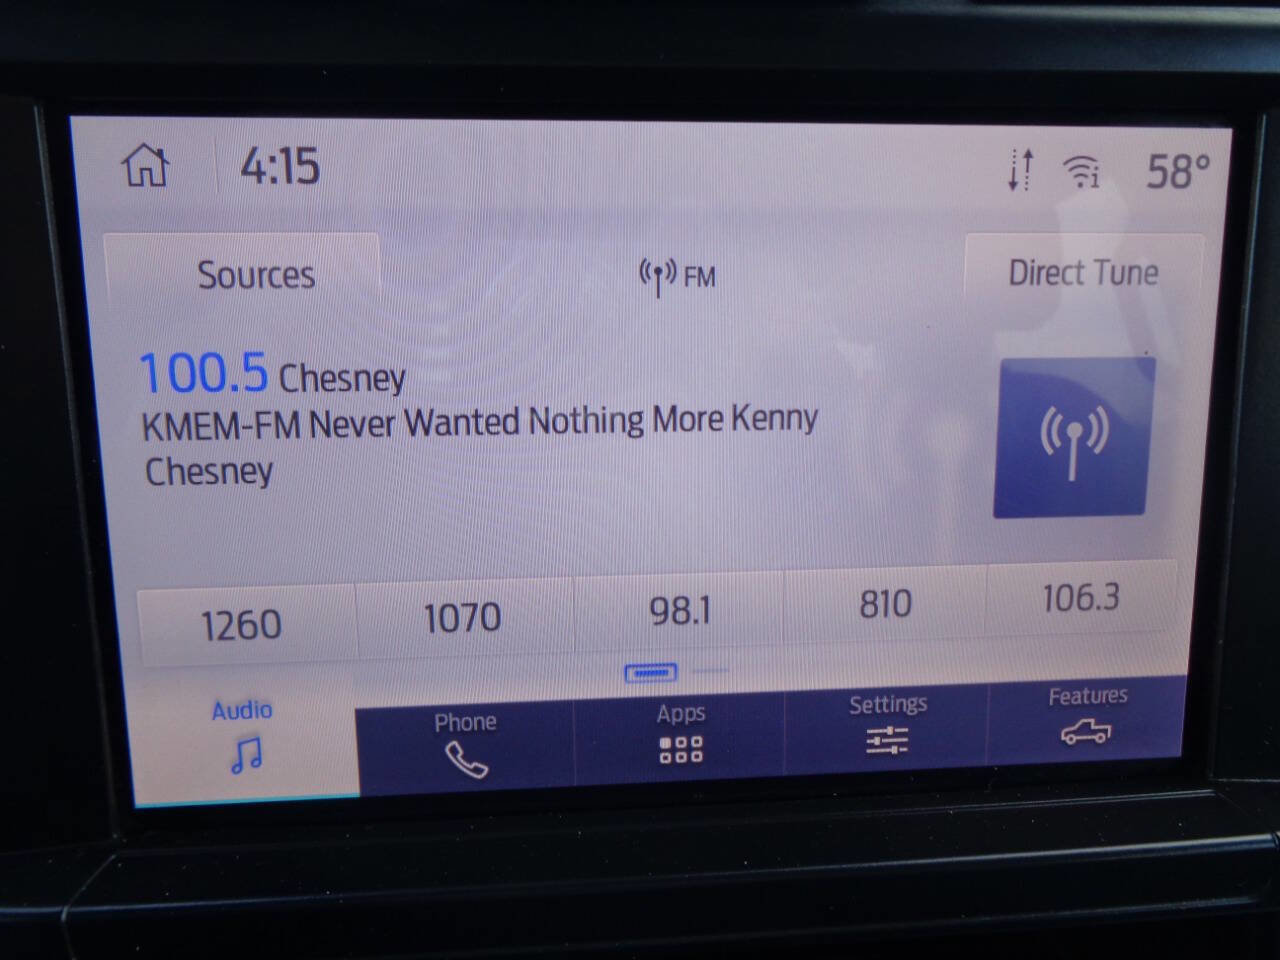 4:15
58°
Sources
FM
Direct Tune
100.5 Chesney
KMEM-FM Never Wanted Nothing More Kenny
Chesney
1260 1070 98.1 810 106.3
Audio Phone Apps Settings Features